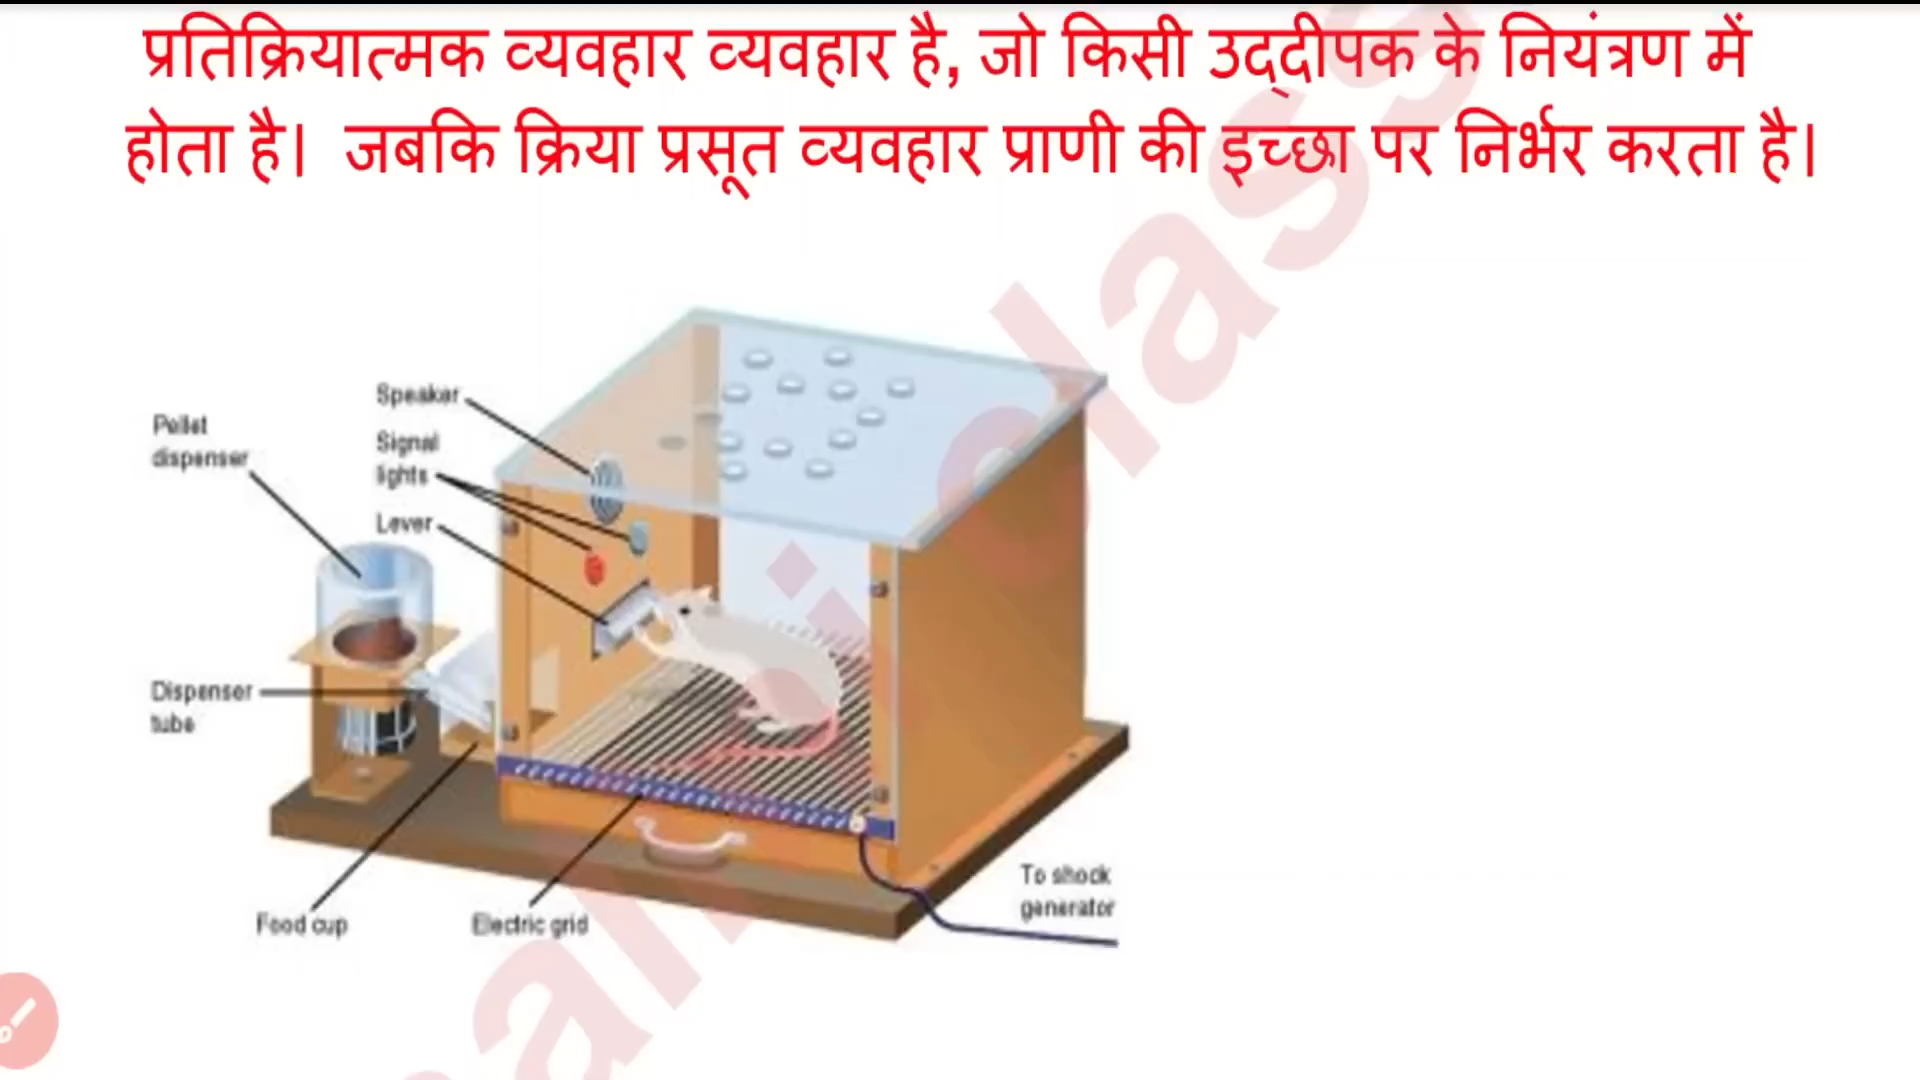 प्रतिक्रियात्मक व्यवहार व्यवहार है, जो किसी उद्दीपक के नियंत्रण में
होता है। जबकि क्रिया प्रसूत व्यवहार प्राणी की इच्छा पर निर्भर करता है।
Speaker
Pellet
dispenser
Signal
lights
Lever
Dispenser
tube
Food cup
Electric grid
To shock
generator
class